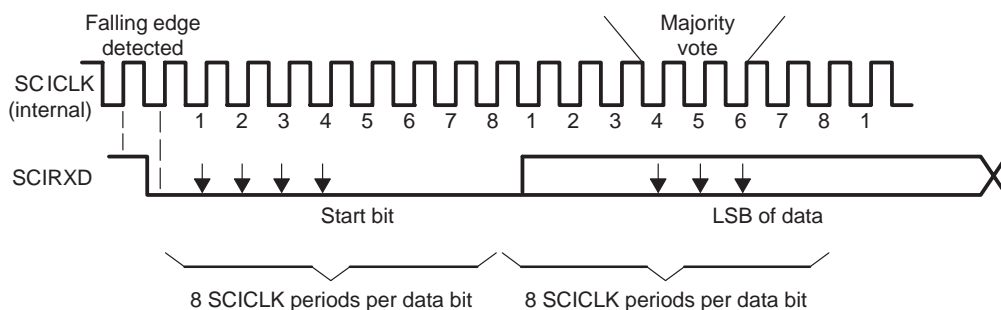 Falling edge
detected
Majority
vote
SCICLK
(internal)
1 2 3 4 5 6 7 8 1 2 3 4 5 6 7 8 1
SCIRXD
Start bit
LSB of data
8 SCICLK periods per data bit
8 SCICLK periods per data bit